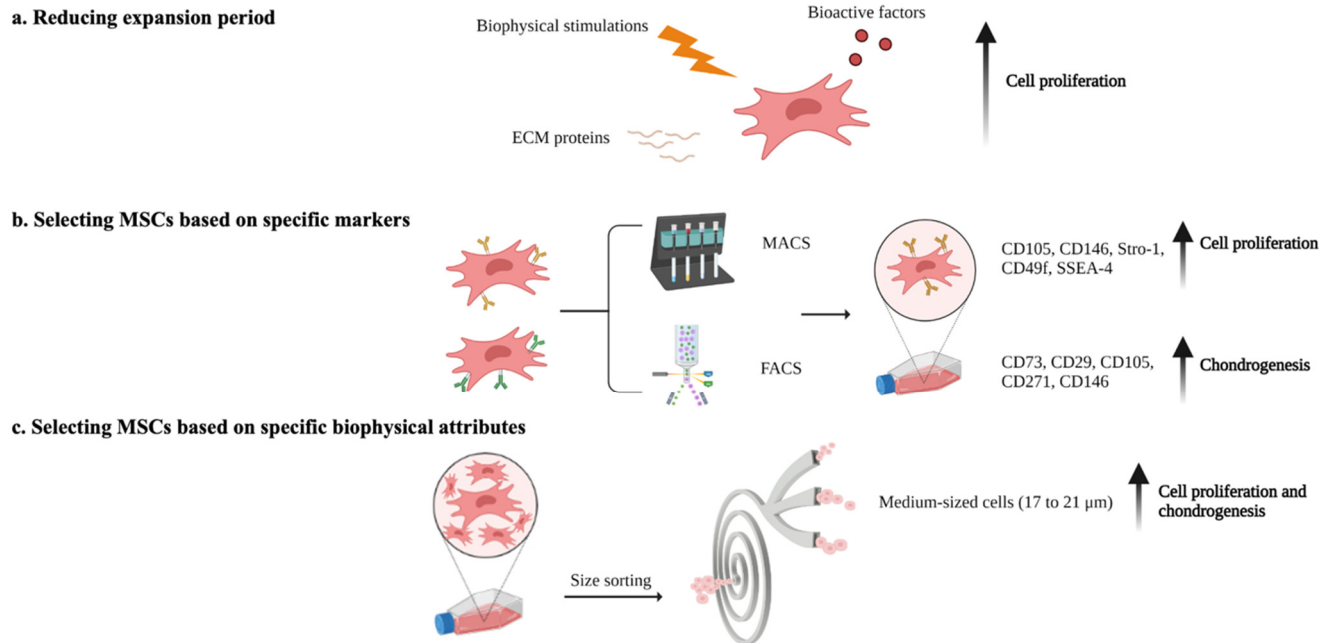 a. Reducing expansion period
Biophysical stimulations
Bioactive factors
Cell proliferation
ECM proteins
b. Selecting MSCs based on specific markers
MACS
CD105, CD146, Stro-1,
CD49f, SSEA-4
Cell proliferation
FACS
CD73, CD29, CD105,
CD271, CD146
Chondrogenesis
c. Selecting MSCs based on specific biophysical attributes
Size sorting
Medium-sized cells (17 to 21 μm)
Cell proliferation and
chondrogenesis